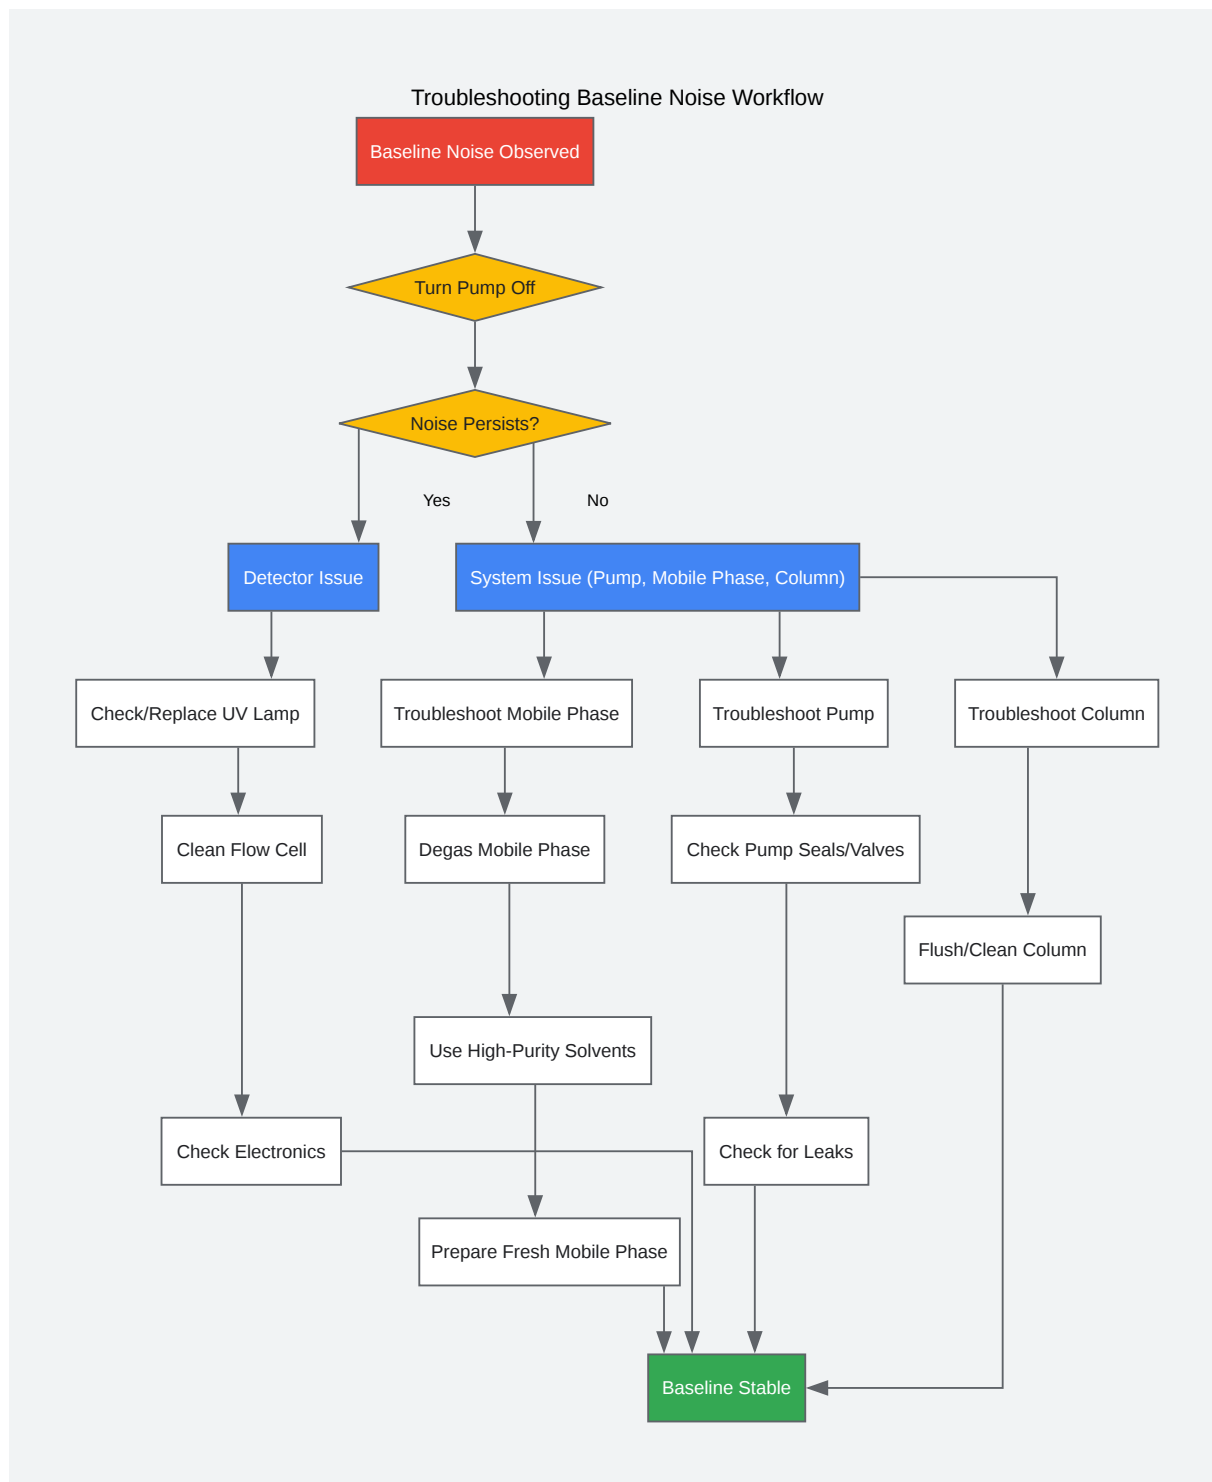 Troubleshooting Baseline Noise Workflow
Baseline Noise Observed
Turn Pump Off
Noise Persists?
Yes
No
Detector Issue
System Issue (Pump, Mobile Phase, Column)
Check/Replace UV Lamp
Troubleshoot Mobile Phase
Troubleshoot Pump
Troubleshoot Column
Clean Flow Cell
Degas Mobile Phase
Check Pump Seals/Valves
Flush/Clean Column
Use High-Purity Solvents
Check Electronics
Check for Leaks
Prepare Fresh Mobile Phase
Baseline Stable